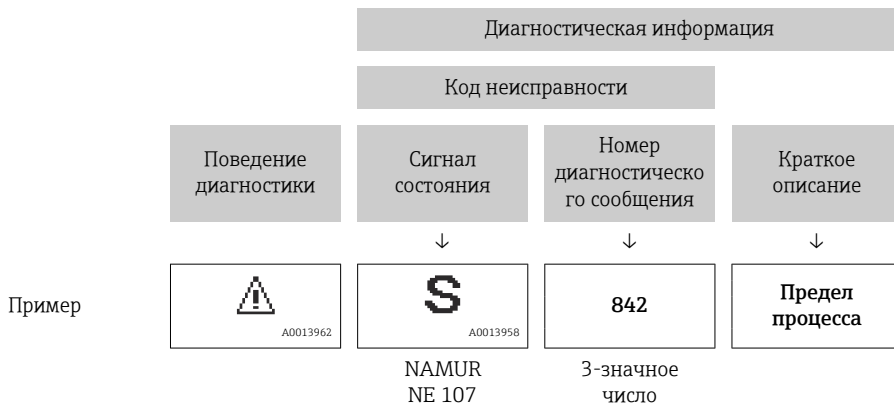 Диагностическая информация
Код неисправности
Поведение
диагностики
Сигнал
состояния
Номер
диагностическо
го сообщения
Краткое
описание
↓ ↓ ↓
Пример
A0013962
S
A0013958
842
Предел
процесса
NAMUR
NE 107
3-значное
число